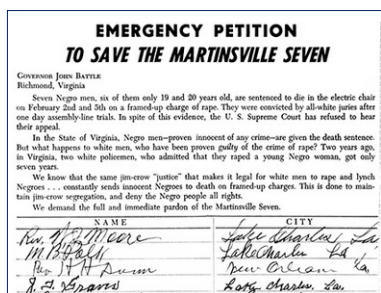 EMERGENCY PETITION
TO SAVE THE MARTINSVILLE SEVEN
GOVERNOR JOHN BATTLE
Richmond, Virginia
Seven Negro men, six of them only 19 and 20 years old, are sentenced to die in the electric chair
on February 2nd and 5th on a framed-up charge of rape. They were convicted by all-white juries after
one day assembly-line trials. In spite of this evidence, the U. S. Supreme Court has refused to hear
their appeal.
In the State of Virginia, Negro men—proven innocent of any crime—are given the death sentence.
But what happens to white men, who have been proven guilty of the crime of rape? Two years ago,
in Virginia, two white policemen, who admitted that they raped a young Negro woman, got only
seven years.
We know that the same jim-crow "justice" that makes it legal for white men to rape and lynch
Negroes . . . constantly sends innocent Negroes to death on framed-up charges. This is done to main-
tain jim-crow segregation, and deny the Negro people all rights.
We demand the full and immediate pardon of the Martinsville Seven.
NAME CITY
Rev. Moore Lake Charles, La.
M. B. Lake Charles La
Rev. H. Dunn New Orleans La.
Graves Lake Charles, La.